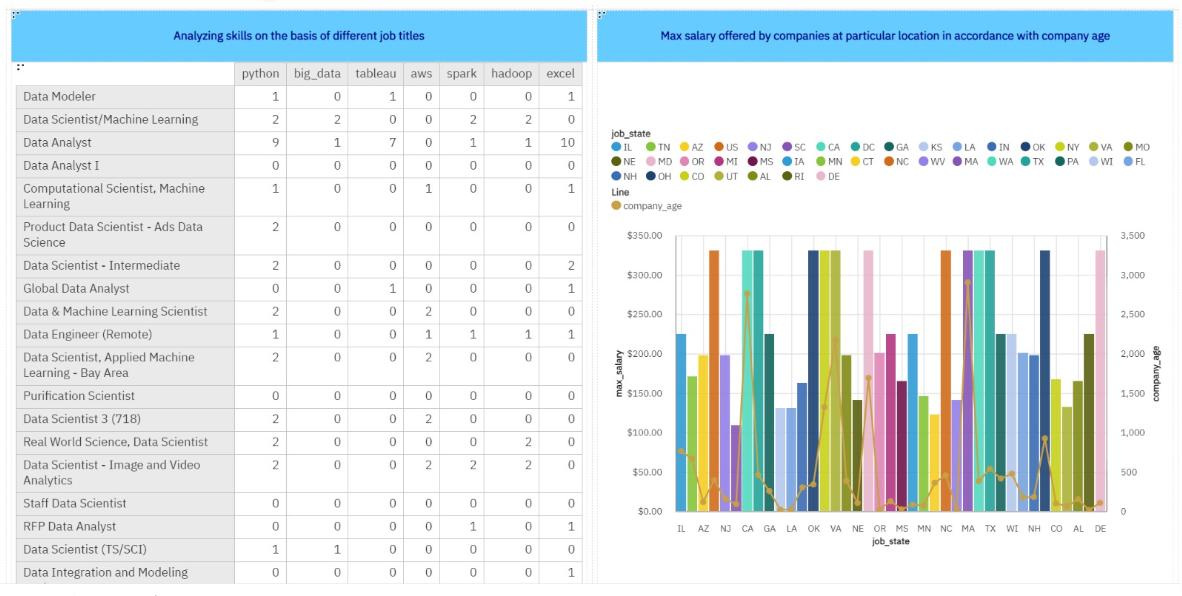 Analyzing skills on the basis of different job titles
python big_data tableau aws spark hadoop excel
Data Modeler 1 0 1 0 0 0 1
Data Scientist/Machine Learning 2 2 0 0 2 2 0
Data Analyst 9 1 7 0 1 1 10
Data Analyst I 0 0 0 0 0 0 0
Computational Scientist, Machine
Learning 1 0 0 1 0 0 1
Product Data Scientist - Ads Data
Science 2 0 0 0 0 0 0
Data Scientist - Intermediate 2 0 0 0 0 0 2
Global Data Analyst 0 0 1 0 0 0 1
Data & Machine Learning Scientist 2 0 0 2 0 0 0
Data Engineer (Remote) 1 0 0 1 1 1 1
Data Scientist, Applied Machine
Learning - Bay Area 2 0 0 2 0 0 0
Purification Scientist 0 0 0 0 0 0 0
Data Scientist 3 (718) 2 0 0 2 0 0 0
Real World Science, Data Scientist 2 0 0 0 0 2 0
Data Scientist - Image and Video
Analytics 2 0 0 2 2 2 0
Staff Data Scientist 0 0 0 0 0 0 0
RFP Data Analyst 0 0 0 0 1 0 1
Data Scientist (TS/SCI) 1 1 0 0 0 0 0
Data Integration and Modeling 0 0 0 0 0 0 1
Max salary offered by companies at particular location in accordance with company age
job_state
IL TN AZ US NJ SC CA DC GA KS LA IN OK NY VA MO
NE MD OR MI MS IA MN CT NC WV MA WA TX PA WI FL
NH OH CO UT AL RI DE
Line
company_age
$350.00 3,500
$300.00 3,000
$250.00 2,500
$200.00 2,000
$150.00 1,500
$100.00 1,000
$50.00 500
$0.00 0
max_salary
company_age
IL AZ NJ CA GA LA OK VA NE OR MS MN NC MA TX WI NH CO AL DE
job_state